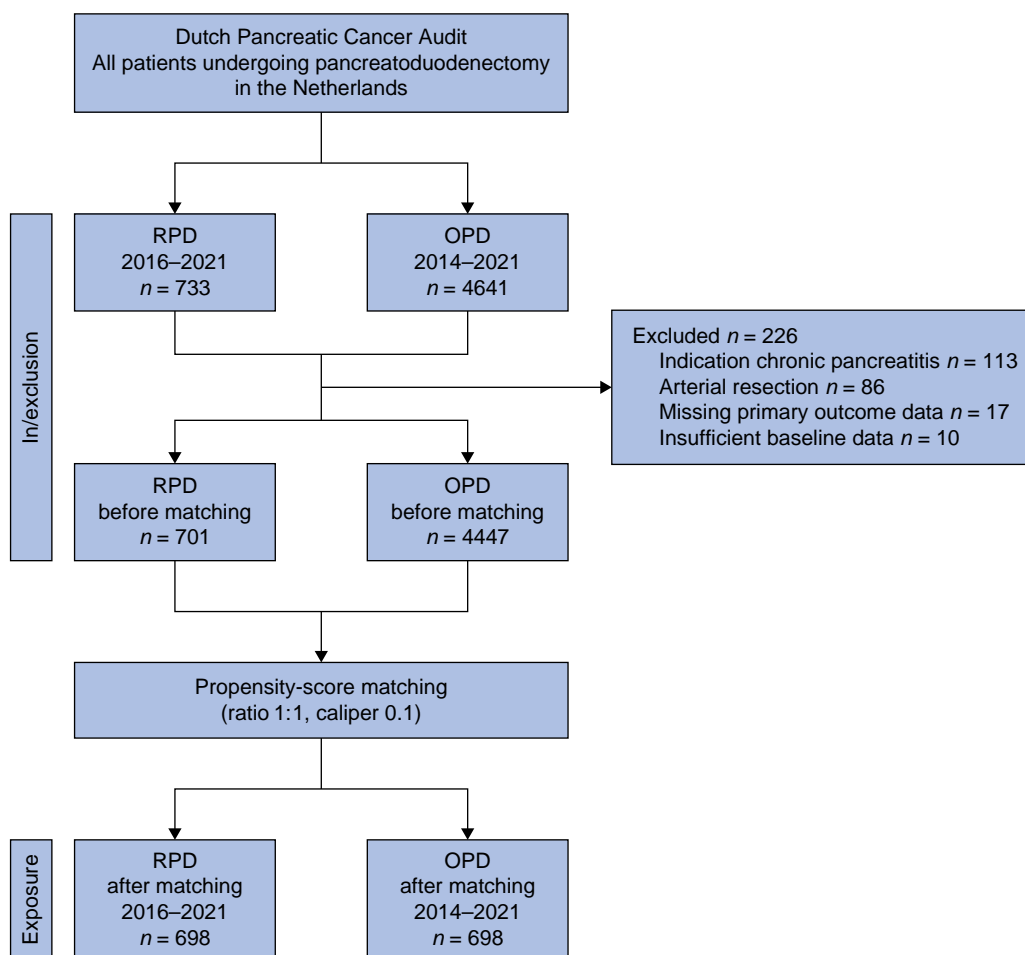 Dutch Pancreatic Cancer Audit
All patients undergoing pancreatoduodenectomy
in the Netherlands
In/exclusion
RPD
2016–2021
n = 733
OPD
2014–2021
n = 4641
Excluded n = 226
Indication chronic pancreatitis n = 113
Arterial resection n = 86
Missing primary outcome data n = 17
Insufficient baseline data n = 10
RPD
before matching
n = 701
OPD
before matching
n = 4447
Propensity-score matching
(ratio 1:1, caliper 0.1)
Exposure
RPD
after matching
2016–2021
n = 698
OPD
after matching
2014–2021
n = 698